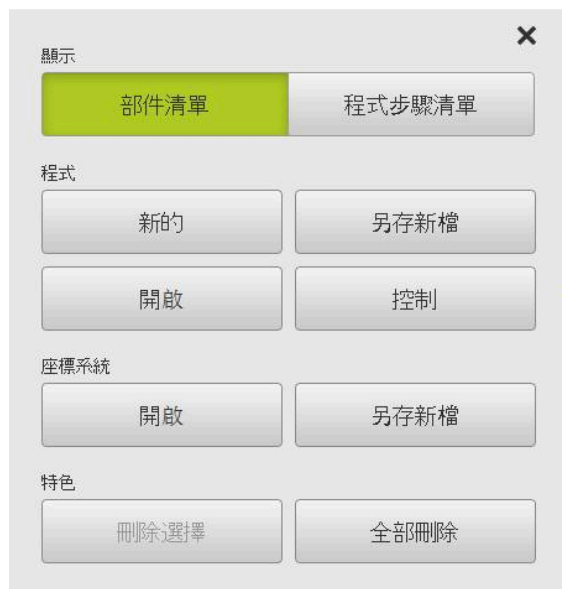 顯示
部件清單 程式步驟清單
程式
新的 另存新檔
開啟 控制
座標系統
開啟 另存新檔
特色
刪除選擇 全部刪除